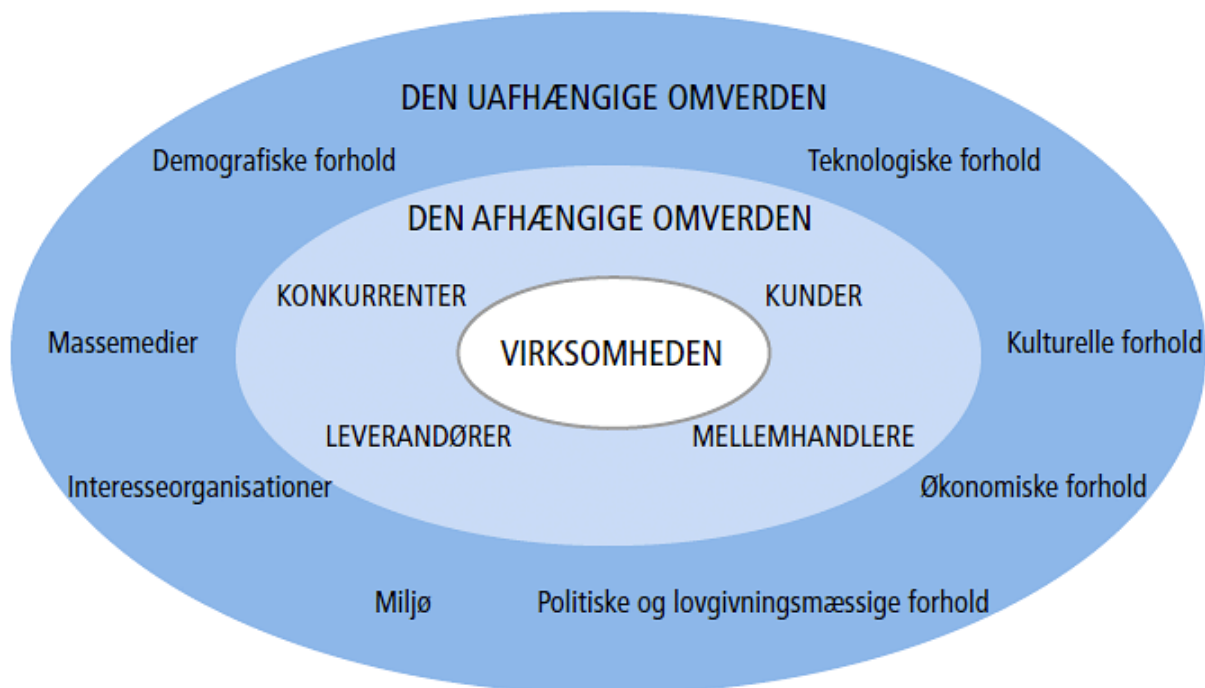 DEN UAFHÆNGIGE OMVERDEN
Demografiske forhold
Teknologiske forhold
DEN AFHÆNGIGE OMVERDEN
KONKURRENTER
KUNDER
Massemedier
VIRKSOMHEDEN
Kulturelle forhold
LEVERANDØRER
MELLEMHANDLERE
Interesseorganisationer
Økonomiske forhold
Miljø
Politiske og lovgivningsmæssige forhold